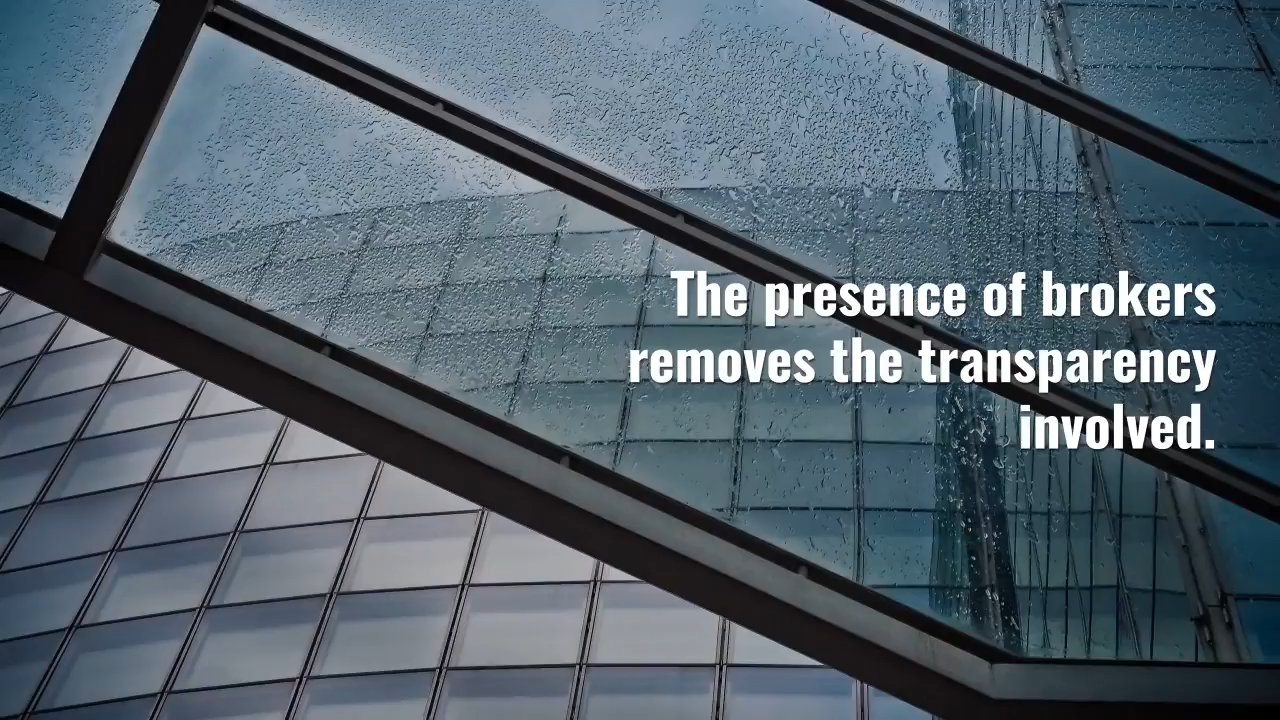 The presence of brokers
removes the transparency
involved.